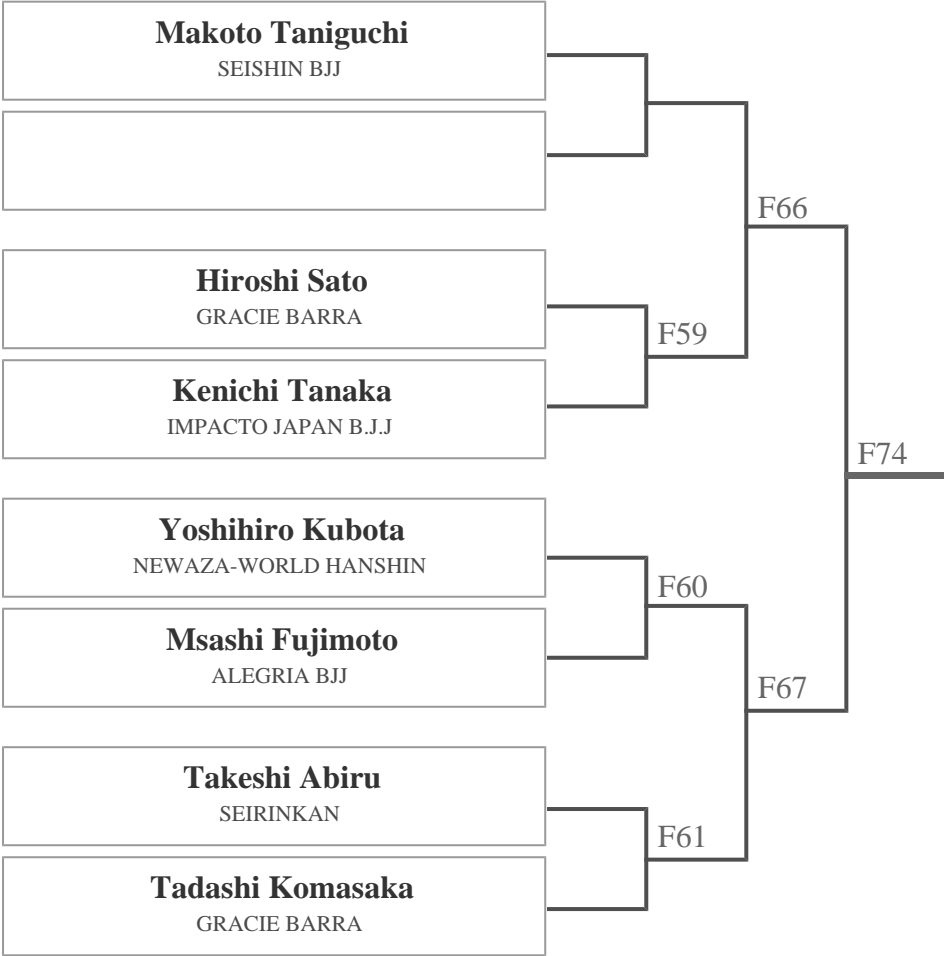 Makoto Taniguchi
SEISHIN BJJ
F66
Hiroshi Sato
GRACIE BARRA
F59
Kenichi Tanaka
IMPACTO JAPAN B.J.J
F74
Yoshihiro Kubota
NEWAZA-WORLD HANSHIN
F60
Msashi Fujimoto
ALEGRIA BJJ
F67
Takeshi Abiru
SEIRINKAN
F61
Tadashi Komasaka
GRACIE BARRA